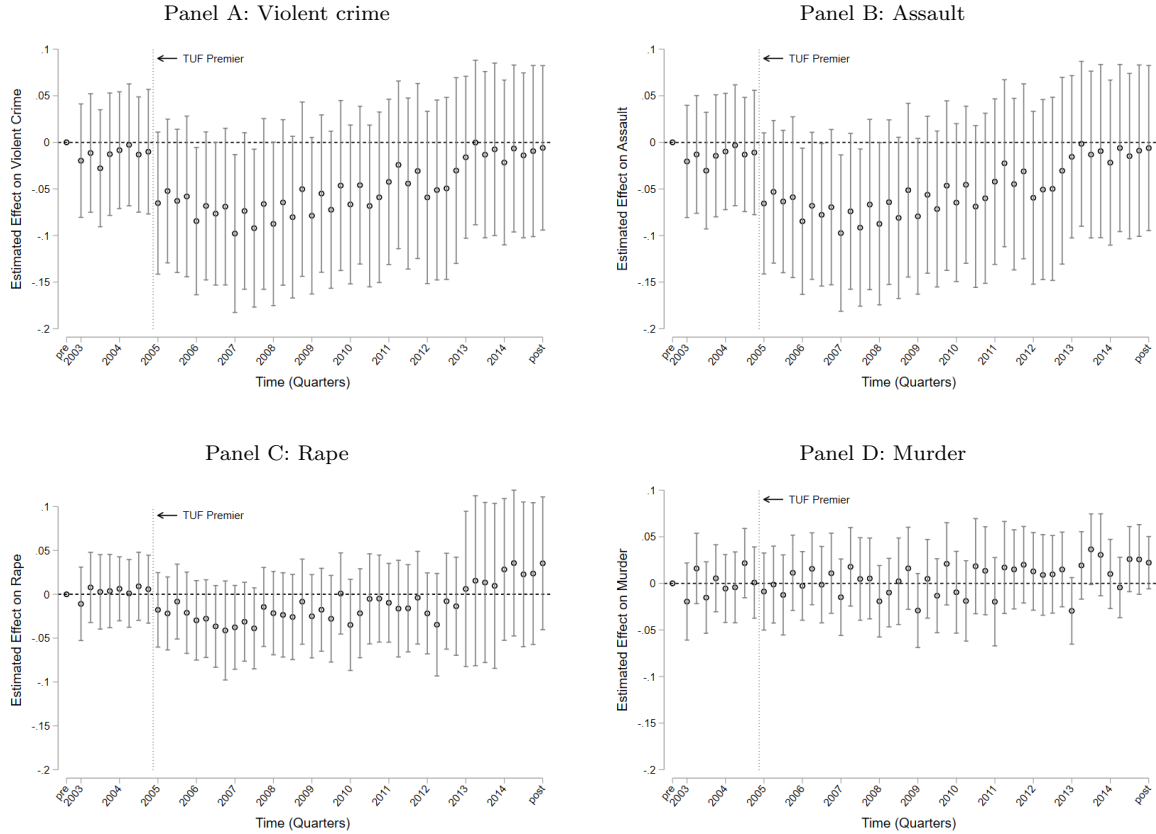 Panel A: Violent crime
Estimated Effect on Violent Crime
.1
.05
0
-.05
-.1
-.15
-.2
TUF Premier
pre 2003 2004 2005 2006 2007 2008 2009 2010 2011 2012 2013 2014 post
Time (Quarters)
Panel B: Assault
Estimated Effect on Assault
.1
.05
0
-.05
-.1
-.15
-.2
TUF Premier
pre 2003 2004 2005 2006 2007 2008 2009 2010 2011 2012 2013 2014 post
Time (Quarters)
Panel C: Rape
Estimated Effect on Rape
.1
.05
0
-.05
-.1
-.15
-.2
TUF Premier
pre 2003 2004 2005 2006 2007 2008 2009 2010 2011 2012 2013 2014 post
Time (Quarters)
Panel D: Murder
Estimated Effect on Murder
.1
.05
0
-.05
-.1
-.15
-.2
TUF Premier
pre 2003 2004 2005 2006 2007 2008 2009 2010 2011 2012 2013 2014 post
Time (Quarters)